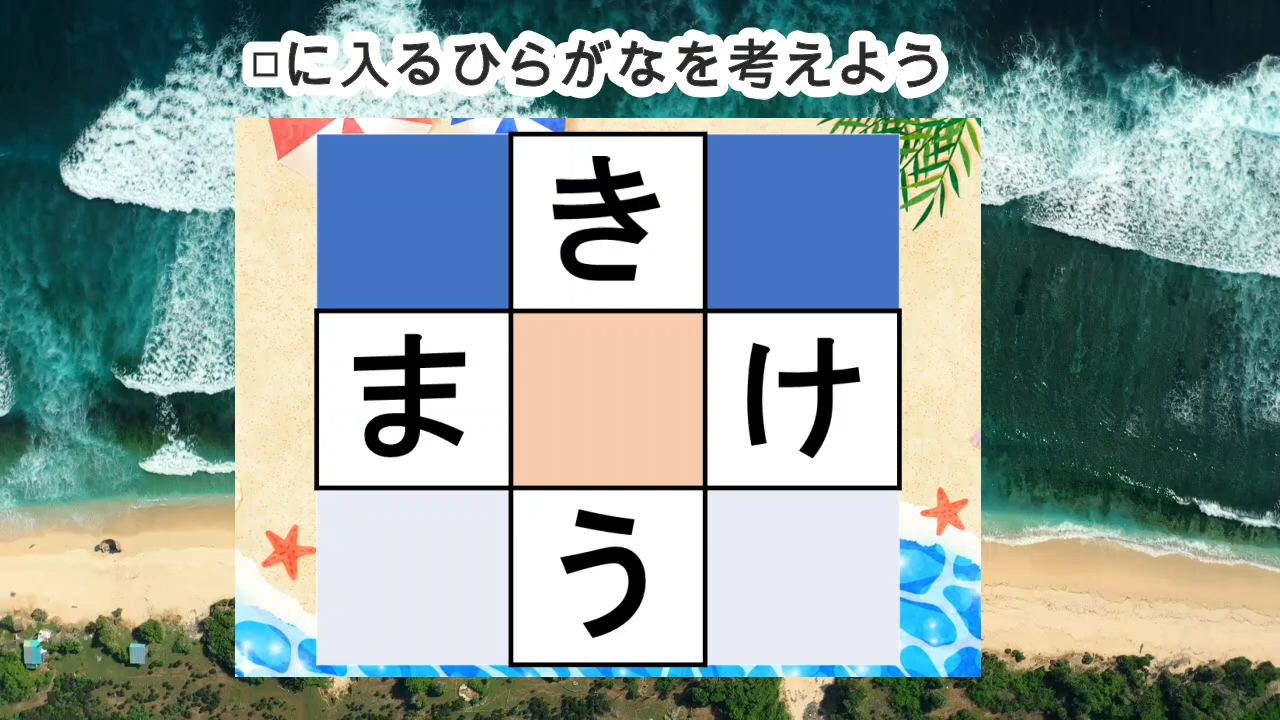 □に入るひらがなを考えよう
き
ま け
う